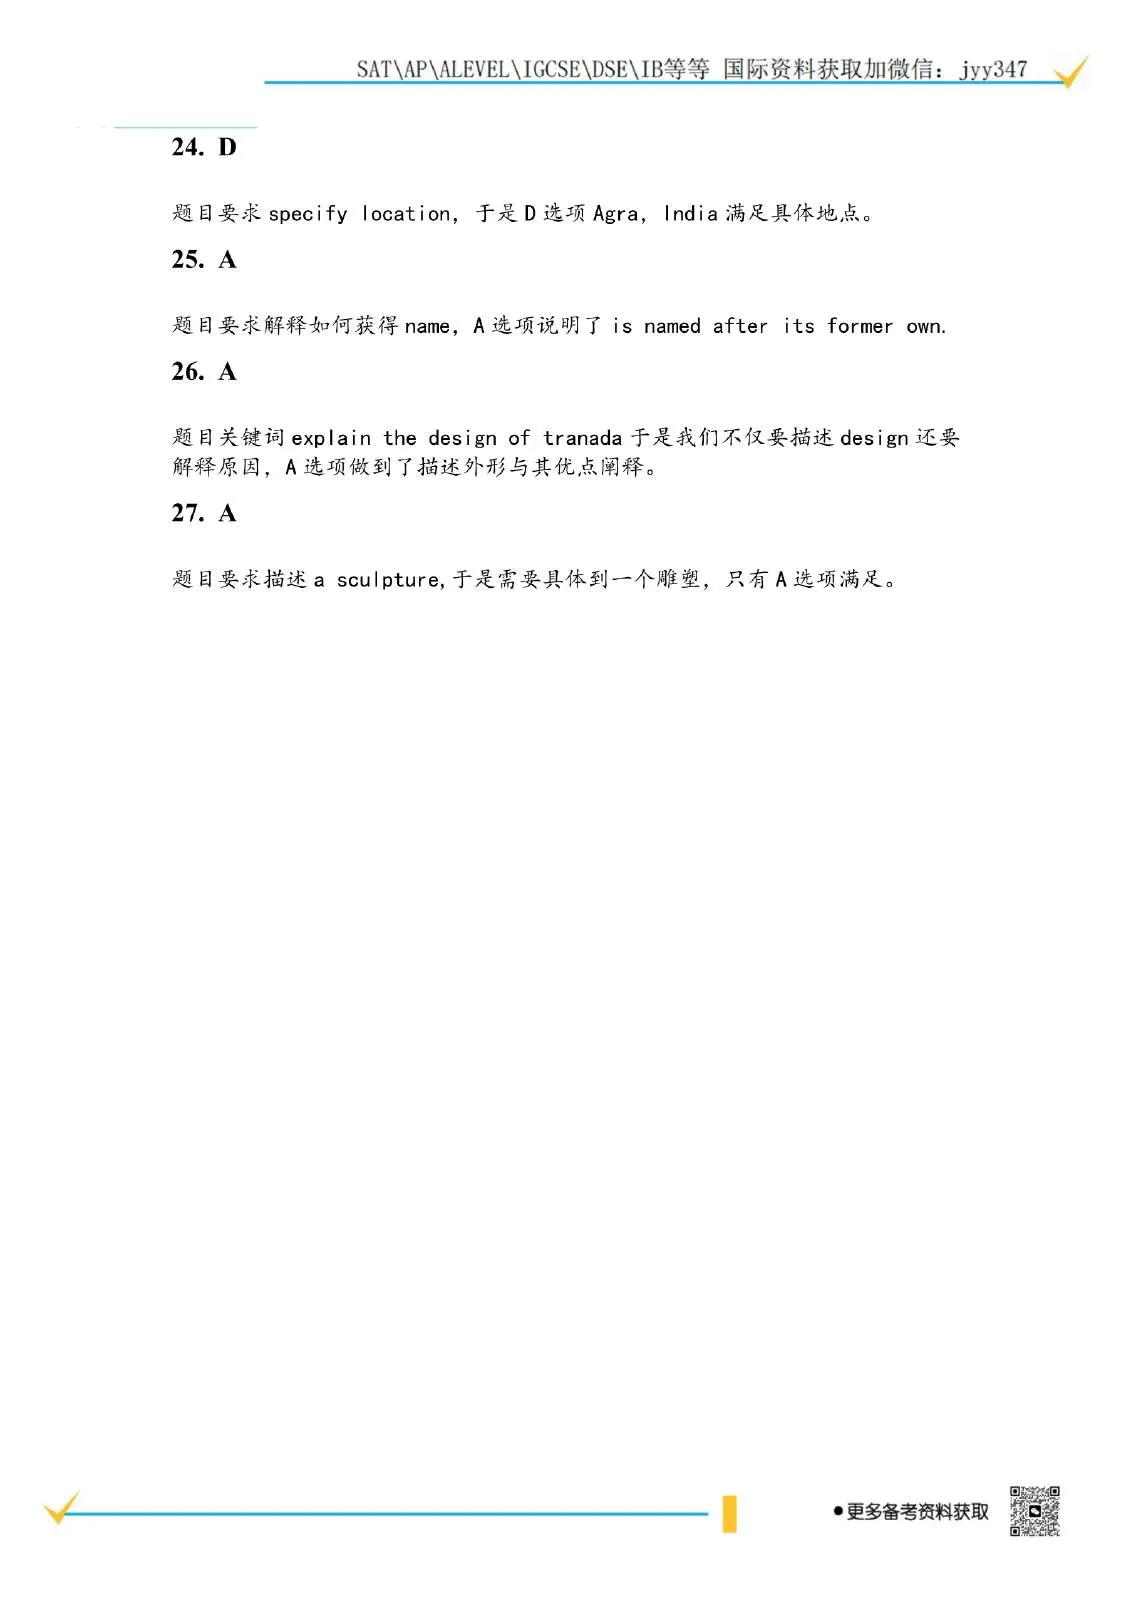 SAT\AP\ALEVEL\IGCSE\DSE\IB等等 国际资料获取加微信：jyy347
24. D
题目要求 specify location，于是 D 选项 Agra，India 满足具体地点。
25. A
题目要求解释如何获得 name，A 选项说明了 is named after its former own.
26. A
题目关键词 explain the design of tranada 于是我们不仅要描述 design 还要
解释原因，A 选项做到了描述外形与其优点阐释。
27. A
题目要求描述 a sculpture,于是需要具体到一个雕塑，只有 A 选项满足。
●更多备考资料获取